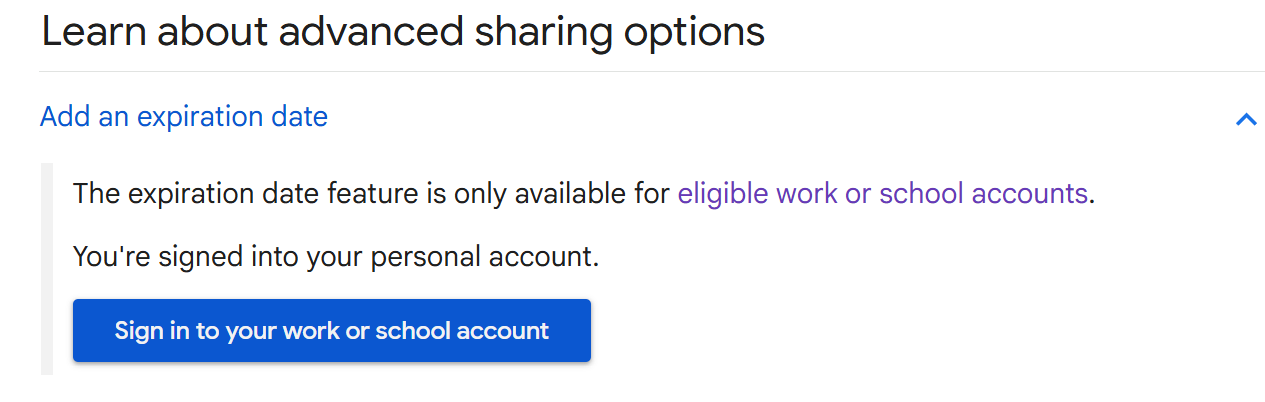 Learn about advanced sharing options
Add an expiration date
The expiration date feature is only available for eligible work or school accounts.
You're signed into your personal account.
Sign in to your work or school account